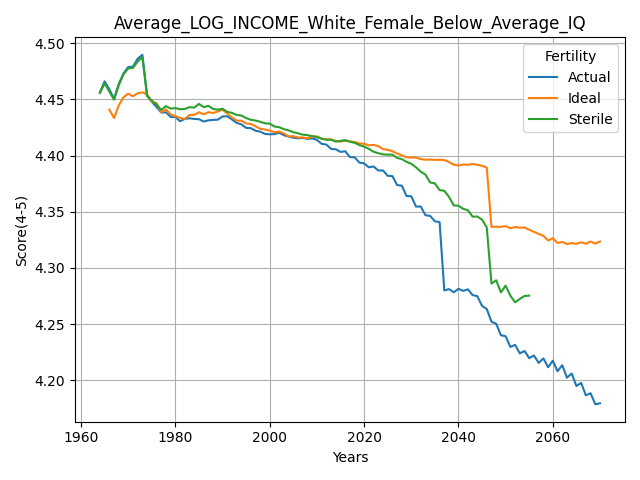 Average_LOG_INCOME_White_Female_Below_Average_IQ
Fertility
Actual
Ideal
Sterile
Score(4-5)
4.50
4.45
4.40
4.35
4.30
4.25
4.20
1960 1980 2000 2020 2040 2060
Years